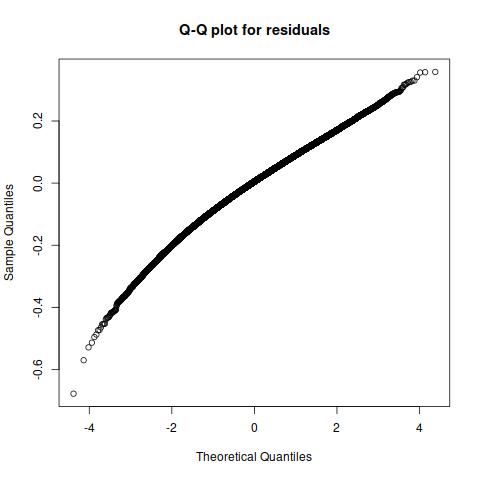 Q-Q plot for residuals
Sample Quantiles
0.2
0.0
-0.2
-0.4
-0.6
-4 -2 0 2 4
Theoretical Quantiles